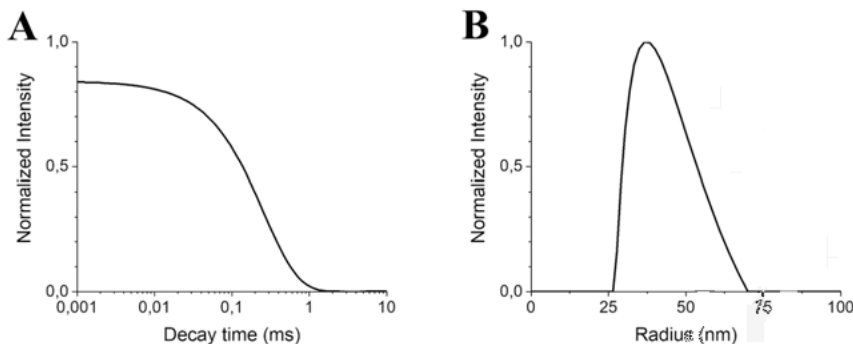 A
1,0
0,5
0,0
Normalized Intensity
0,001
0,01
0,1
1
10
Decay time (ms)
B
1,0
0,5
0,0
Normalized Intensity
0
25
50
75
100
Radius (nm)